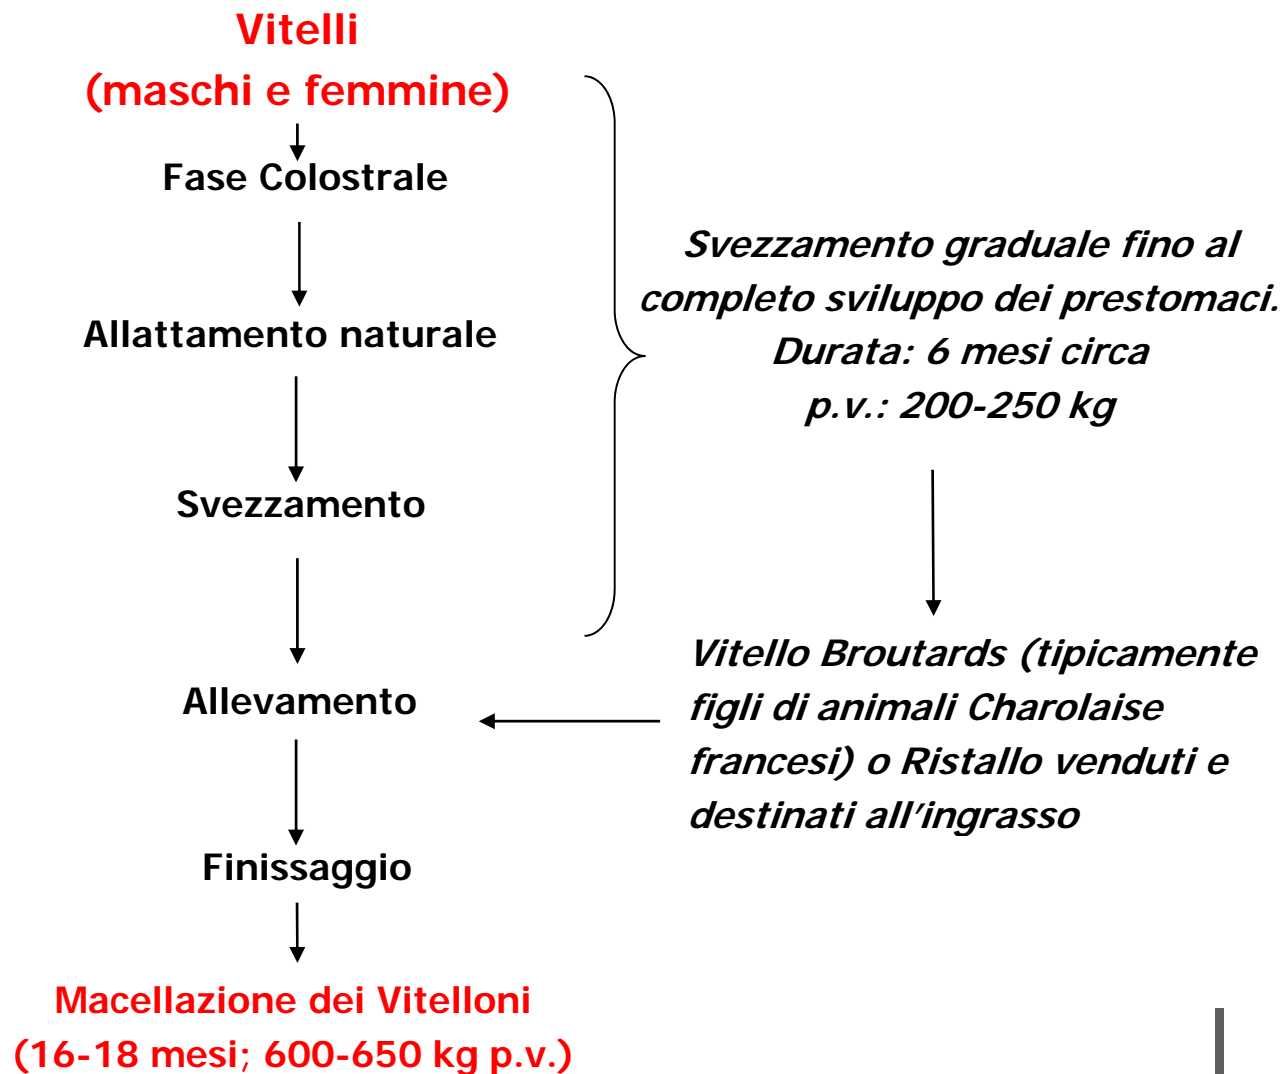 Vitelli
(maschi e femmine)
Fase Colostrale
Allattamento naturale
Svezzamento
Allevamento
Finissaggio
Macellazione dei Vitelloni
(16-18 mesi; 600-650 kg p.v.)
Svezzamento graduale fino al
completo sviluppo dei prestomaci.
Durata: 6 mesi circa
p.v.: 200-250 kg
Vitello Broutards (tipicamente
figli di animali Charolaise
francesi) o Ristallo venduti e
destinati all’ingrasso